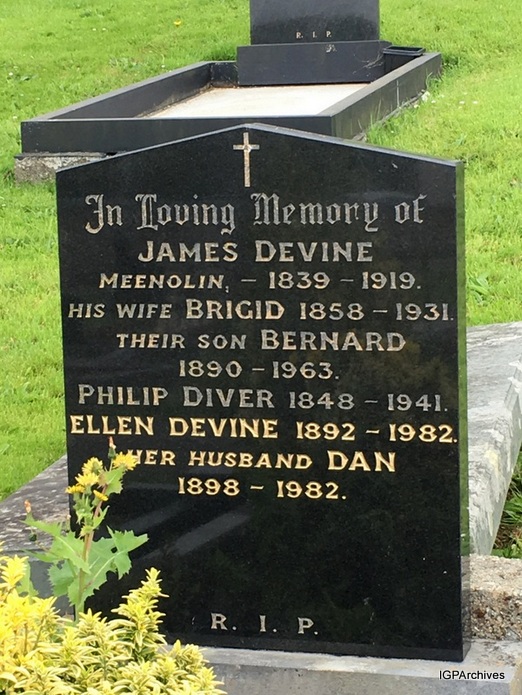 R. I. P.
In Loving Memory of
JAMES DEVINE
MEENOLIN, – 1839 – 1919.
HIS WIFE BRIGID 1858 – 1931.
THEIR SON BERNARD
1890 – 1963.
PHILIP DIVER 1848 – 1941.
ELLEN DEVINE 1892 – 1982.
HER HUSBAND DAN
1898 – 1982.
R. I. P.
IGPArchives